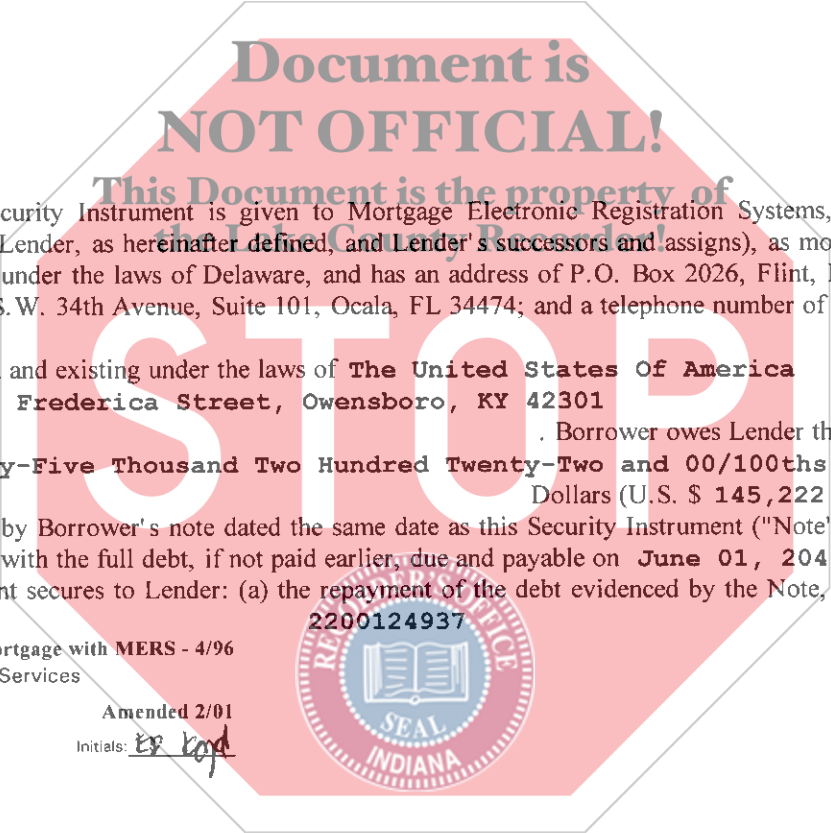 Document is
NOT OFFICIAL!
This Document is the property of
the Lake County Recorder!
curity Instrument is given to Mortgage Electronic Registration Systems,
Lender, as hereinafter defined, and Lender's successors and assigns), as mo
under the laws of Delaware, and has an address of P.O. Box 2026, Flint,
S.W. 34th Avenue, Suite 101, Ocala, FL 34474; and a telephone number of
and existing under the laws of The United States Of America
Frederica Street, Owensboro, KY 42301
. Borrower owes Lender th
y-Five Thousand Two Hundred Twenty-Two and 00/100ths
Dollars (U.S. $ 145,222
by Borrower's note dated the same date as this Security Instrument ("Note"
with the full debt, if not paid earlier, due and payable on June 01, 204
nt secures to Lender: (a) the repayment of the debt evidenced by the Note,
2200124937
rtgage with MERS - 4/96
Services
Amended 2/01
Initials:
STOP
RECORDER'S OFFICE
SEAL
INDIANA